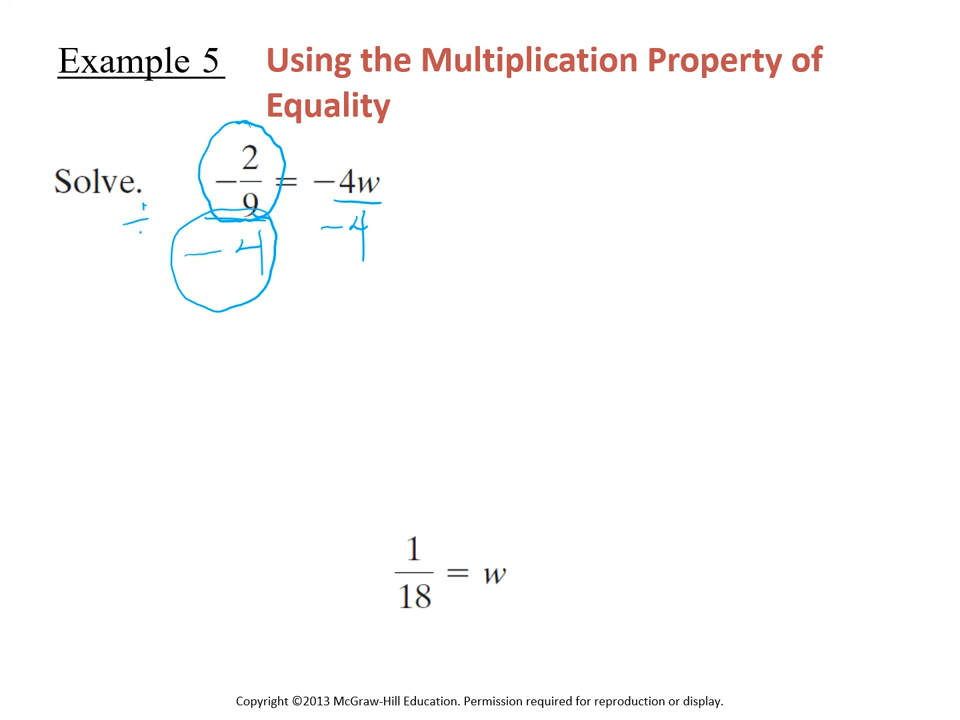 Example 5 Using the Multiplication Property of
Equality
Solve. -2/9 = -4w
÷ -4 -4
1/18 = w
Copyright ©2013 McGraw-Hill Education. Permission required for reproduction or display.